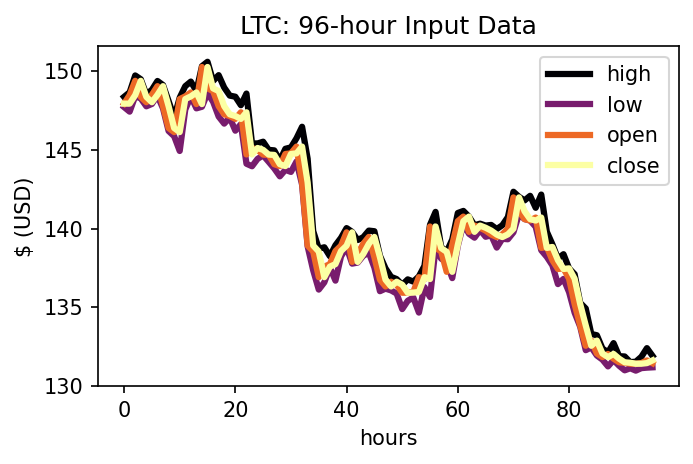 LTC: 96-hour Input Data
150
145
140
135
130
$ (USD)
high
low
open
close
0 20 40 60 80
hours